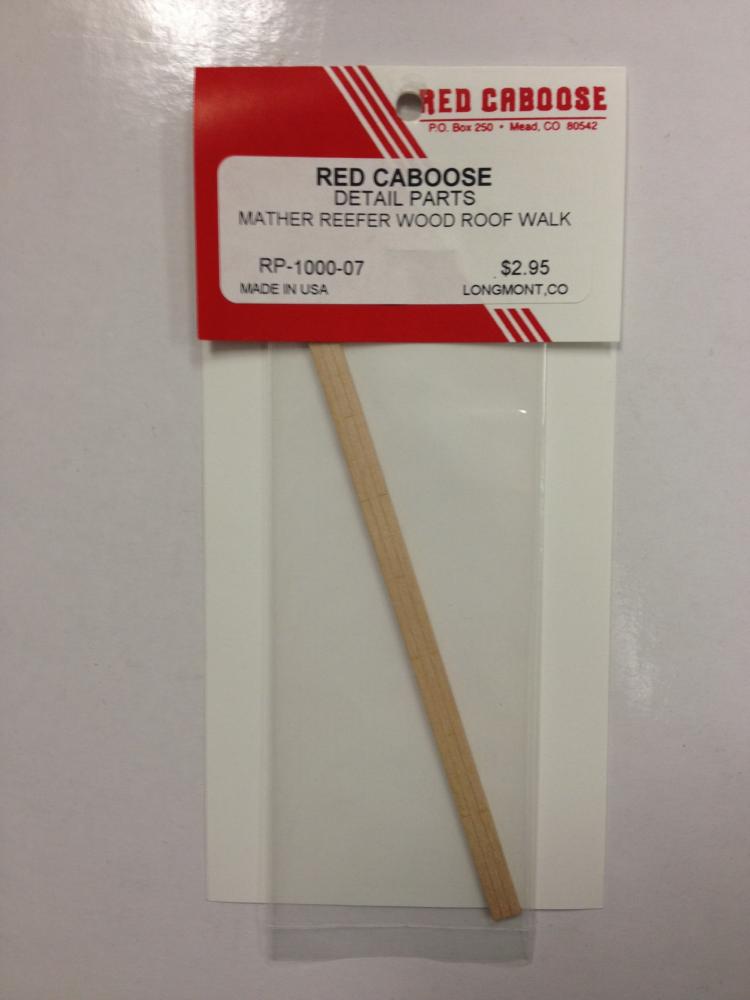 RED CABOOSE
P.O. Box 250 • Mead, CO 80542
RED CABOOSE
DETAIL PARTS
MATHER REEFER WOOD ROOF WALK
RP-1000-07 $2.95
MADE IN USA LONGMONT,CO